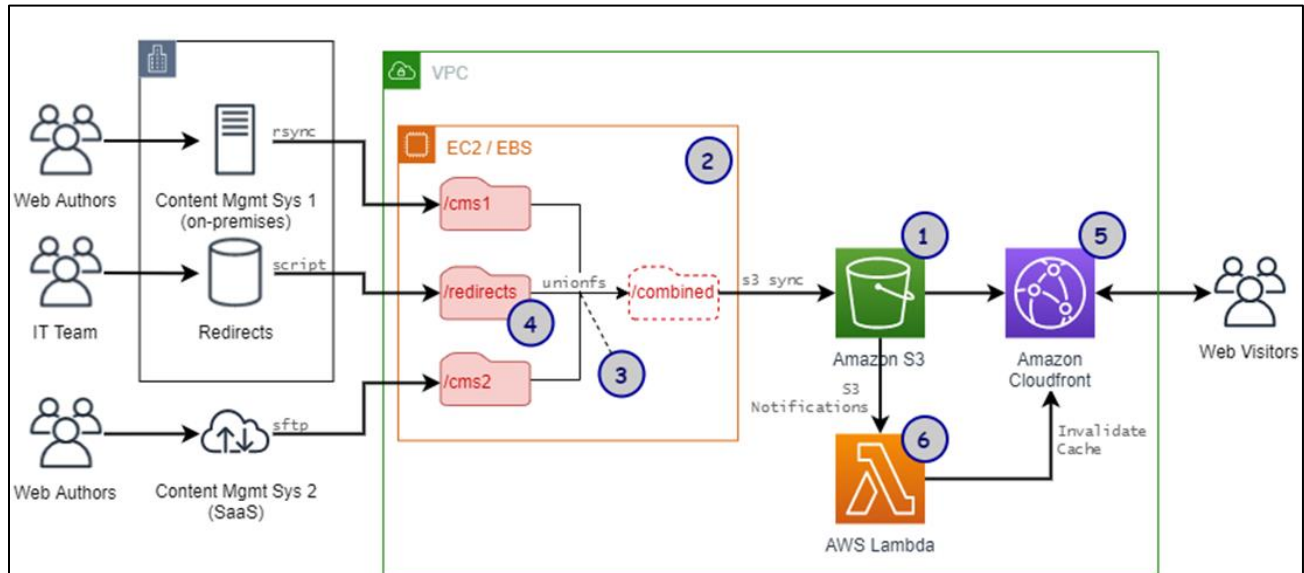 VPC
EC2 / EBS
2
rsync
Web Authors
Content Mgmt Sys 1
(on-premises)
/cms1
script
IT Team
Redirects
/redirects
4
unionfs
/combined
3
s3 sync
1
Amazon S3
5
Amazon
Cloudfront
Web Visitors
sftp
Web Authors
Content Mgmt Sys 2
(SaaS)
/cms2
S3
Notifications
6
AWS Lambda
Invalidate
Cache